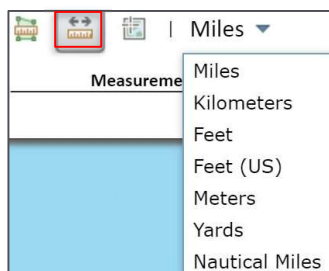 | Miles
Measureme
Miles
Kilometers
Feet
Feet (US)
Meters
Yards
Nautical Miles